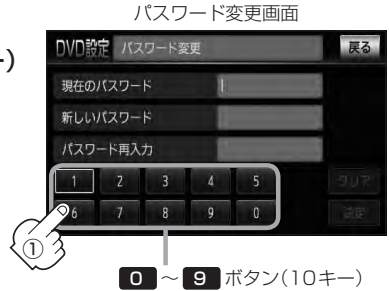 パスワード変更画面
-)
DVD設定 パスワード変更 戻る
現在のパスワード
新しいパスワード
パスワード再入力
1 2 3 4 5 クリア
6 7 8 9 0 決定
①
0 ～ 9 ボタン(10キー)